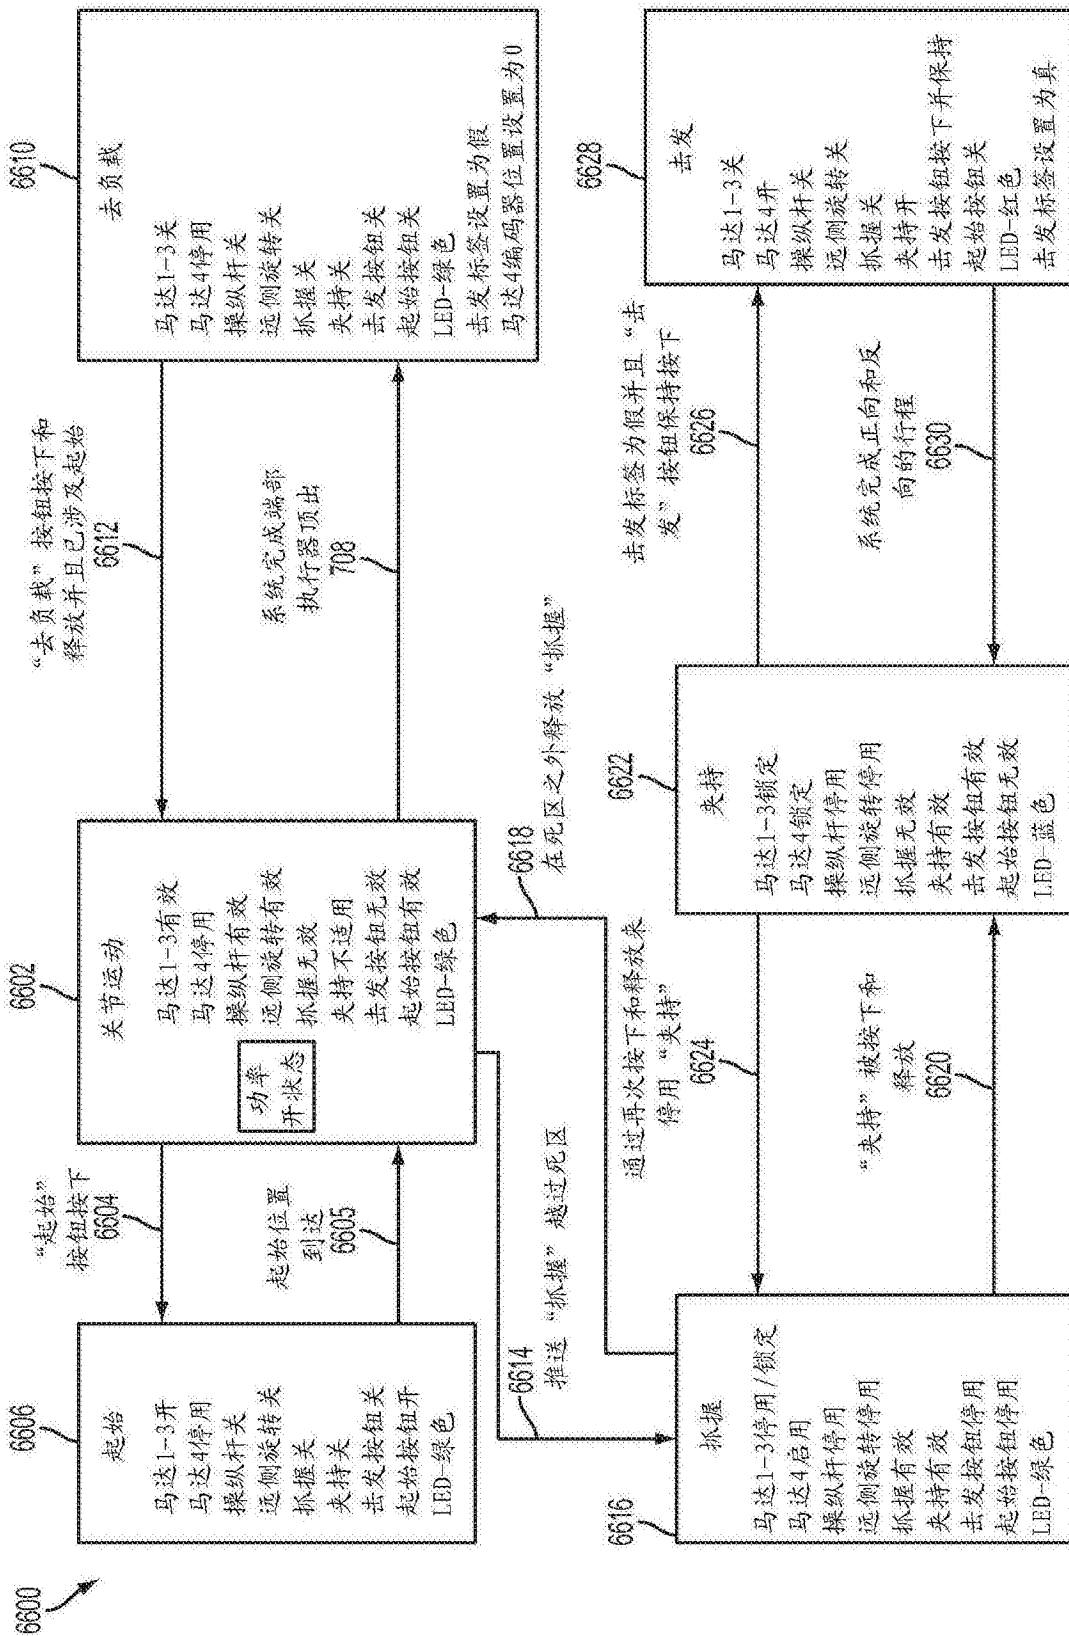 6600
6606
起始
马达1-3开
马达4停用
操纵杆关
远侧旋转关
抓握关
夹持关
击发按钮关
起始按钮开
LED-绿色
“起始”
按钮按下
6604
起始位置
到达
6605
6602
关节运动
功率
开状态
马达1-3有效
马达4停用
操纵杆有效
远侧旋转有效
抓握无效
夹持不适用
击发按钮无效
起始按钮有效
LED-绿色
“去负载”按钮按下和
释放并且已涉及起始
6612
系统完成端部
执行器顶出
708
6610
去负载
马达1-3关
马达4停用
操纵杆关
远侧旋转关
抓握关
夹持关
击发按钮关
起始按钮关
LED-绿色
击发标签设置为假
马达4编码器位置设置为0
6614
推送“抓握”越过死区
6618
在死区之外释放“抓握”
6616
抓握
马达1-3停用/锁定
马达4启用
操纵杆停用
远侧旋转停用
抓握有效
夹持有效
击发按钮停用
起始按钮停用
LED-绿色
通过再次按下和释放来
停用“夹持”
6624
“夹持”被按下和
释放
6620
6622
夹持
马达1-3锁定
马达4锁定
操纵杆停用
远侧旋转停用
抓握无效
夹持有效
击发按钮有效
起始按钮无效
LED-蓝色
击发标签为假并且“击
发”按钮保持按下
6626
系统完成正向和反
向的行程
6630
6628
击发
马达1-3关
马达4开
操纵杆关
远侧旋转关
抓握关
夹持开
击发按钮按下并保持
起始按钮关
LED-红色
击发标签设置为真